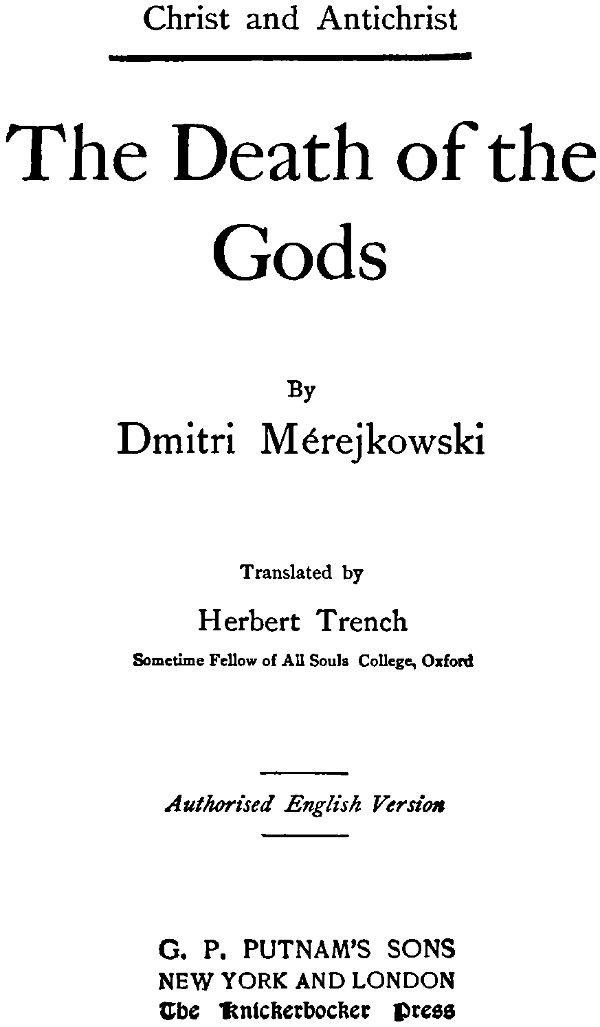 Christ and Antichrist
The Death of the
Gods
By
Dmitri Mérejkowski
Translated by
Herbert Trench
Sometime Fellow of All Souls College, Oxford
Authorised English Version
G. P. PUTNAM'S SONS
NEW YORK AND LONDON
The Knickerbocker Press